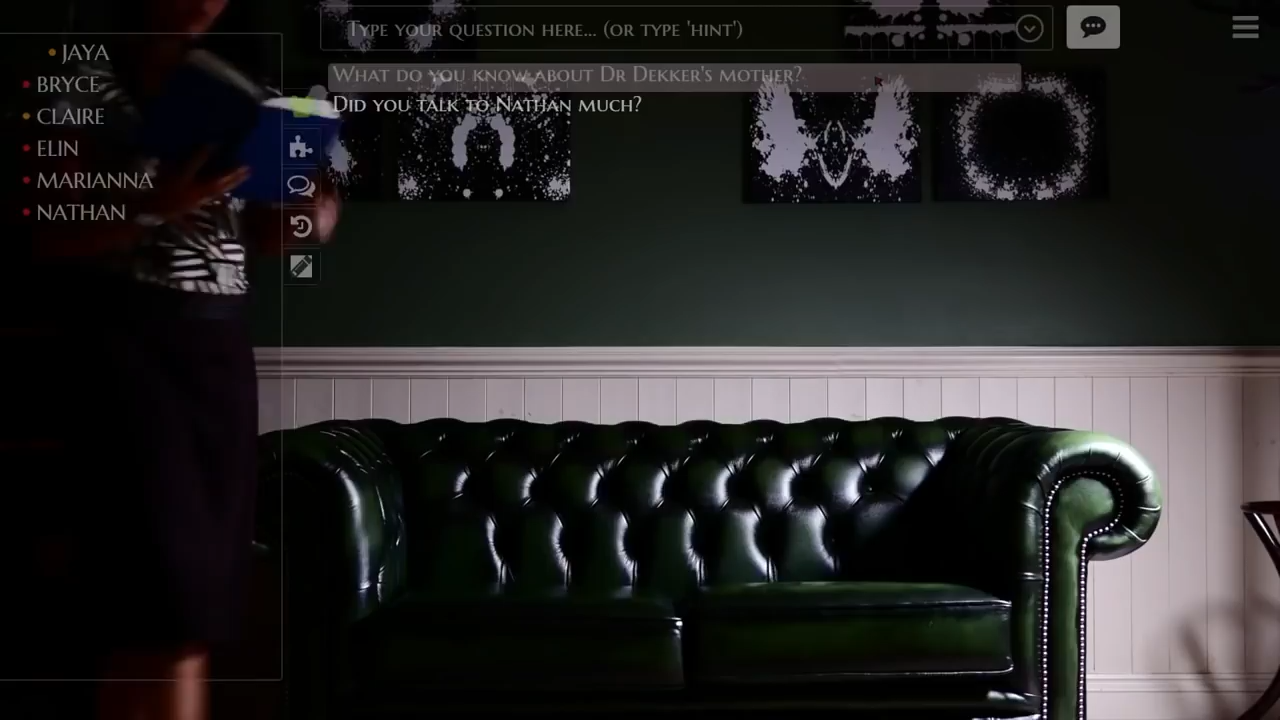 Type your question here... (or type 'hint')
What do you know about Dr Dekker's mother?
Did you talk to Nathan much?
JAYA
BRYCE
CLAIRE
ELIN
MARIANNA
NATHAN